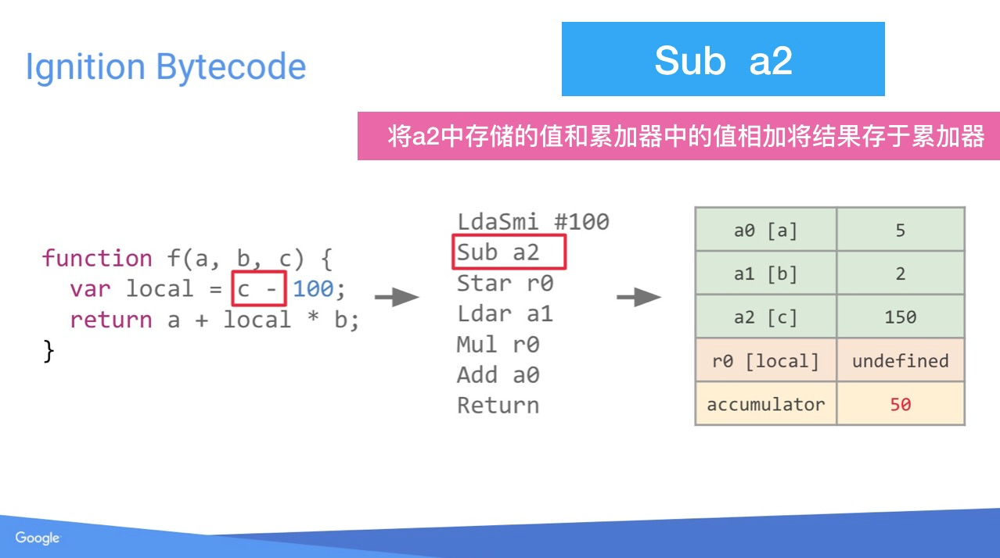 Ignition Bytecode
Sub a2
将a2中存储的值和累加器中的值相加将结果存于累加器
function f(a, b, c) {
var local = c - 100;
return a + local * b;
}
LdaSmi #100
Sub a2
Star r0
Ldar a1
Mul r0
Add a0
Return
a0 [a] 5
a1 [b] 2
a2 [c] 150
r0 [local] undefined
accumulator 50
Google